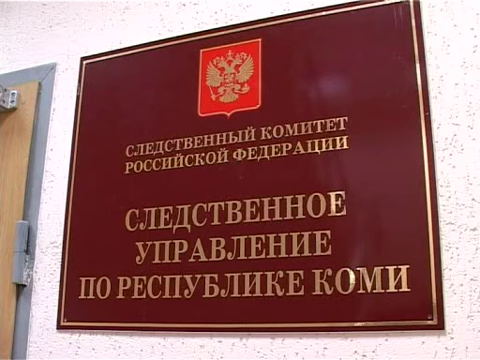 СЛЕДСТВЕННЫЙ КОМИТЕТ
РОССИЙСКОЙ ФЕДЕРАЦИИ
СЛЕДСТВЕННОЕ
УПРАВЛЕНИЕ
ПО РЕСПУБЛИКЕ КОМИ